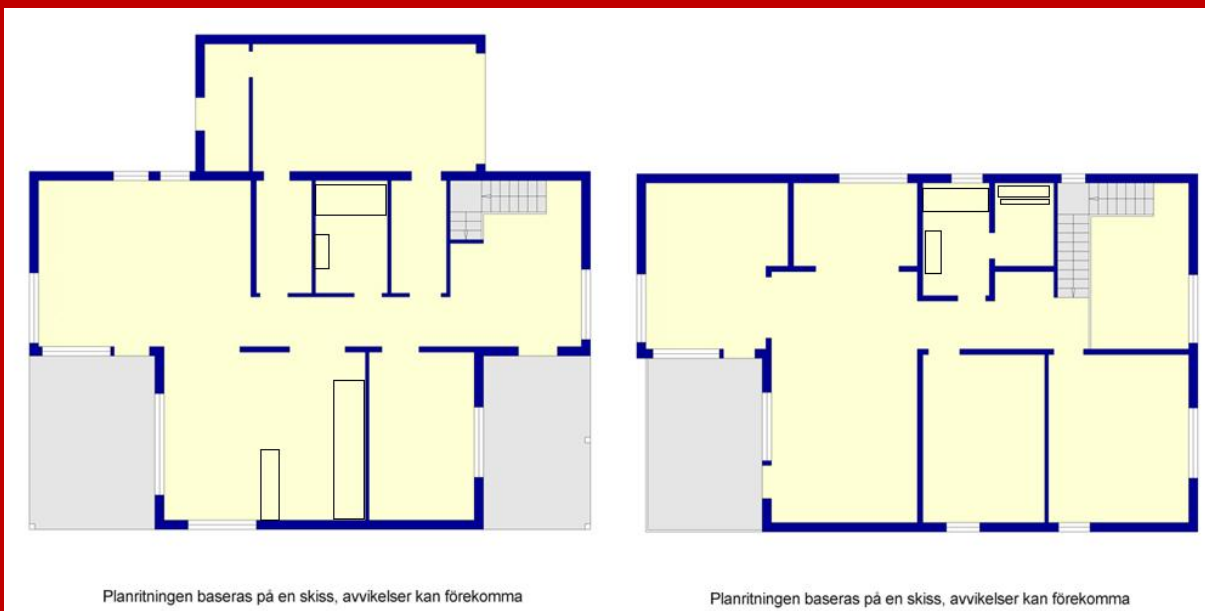 Planritningen baseras på en skiss, avvikelser kan förekomma
Planritningen baseras på en skiss, avvikelser kan förekomma